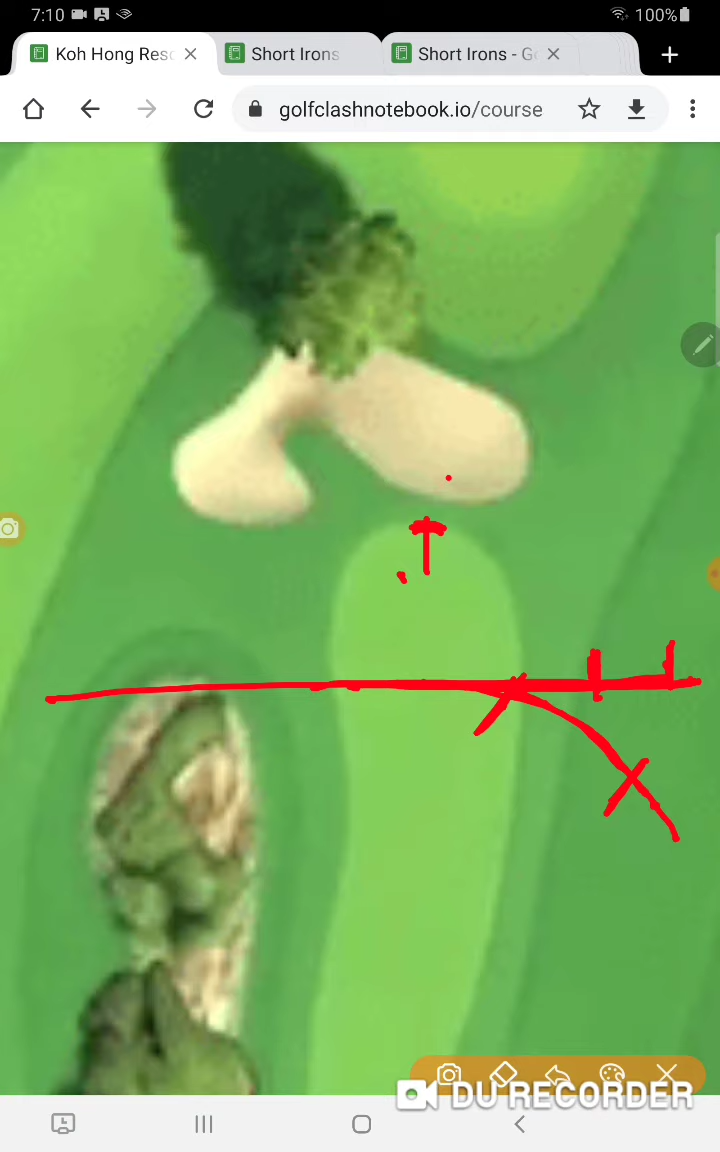 7:10 100%
Koh Hong Reso Short Irons Short Irons - Go
golfclashnotebook.io/course
DU RECORDER